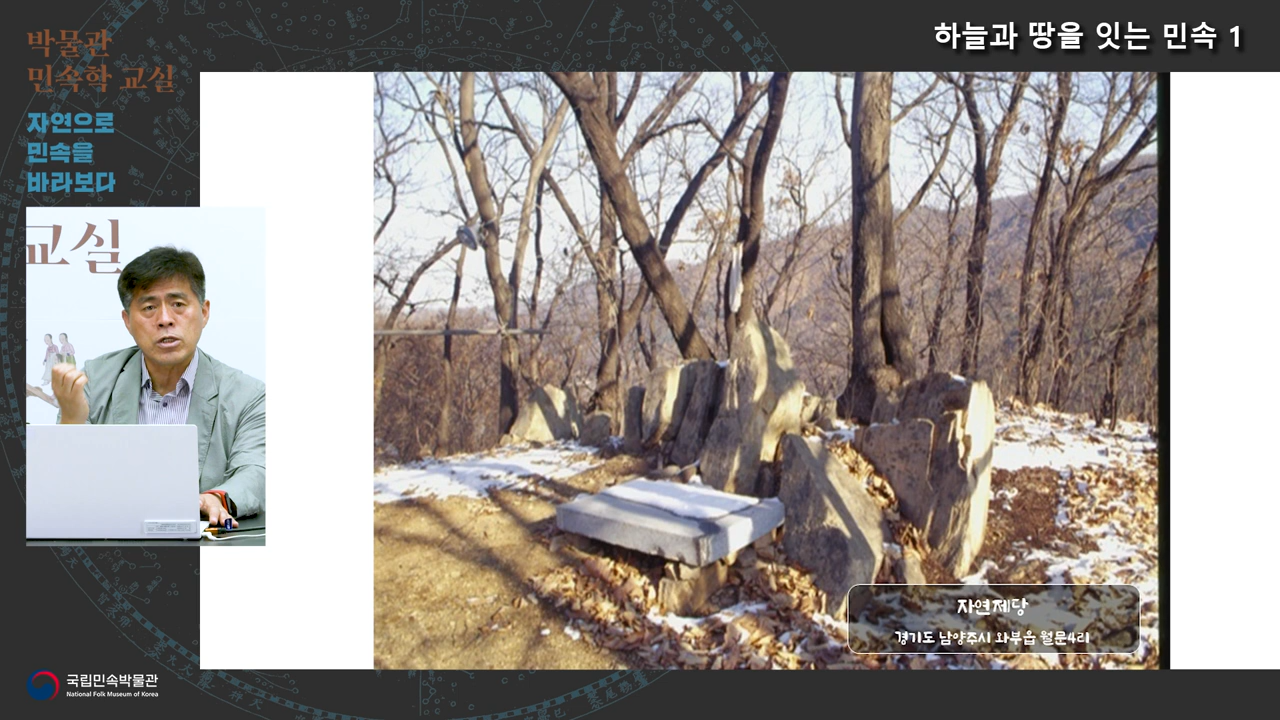 박물관
민속학 교실
자연으로
민속을
바라보다
하늘과 땅을 잇는 민속 1
교실
자연제당
경기도 남양주시 와부읍 월문4리
국립민속박물관
National Folk Museum of Korea